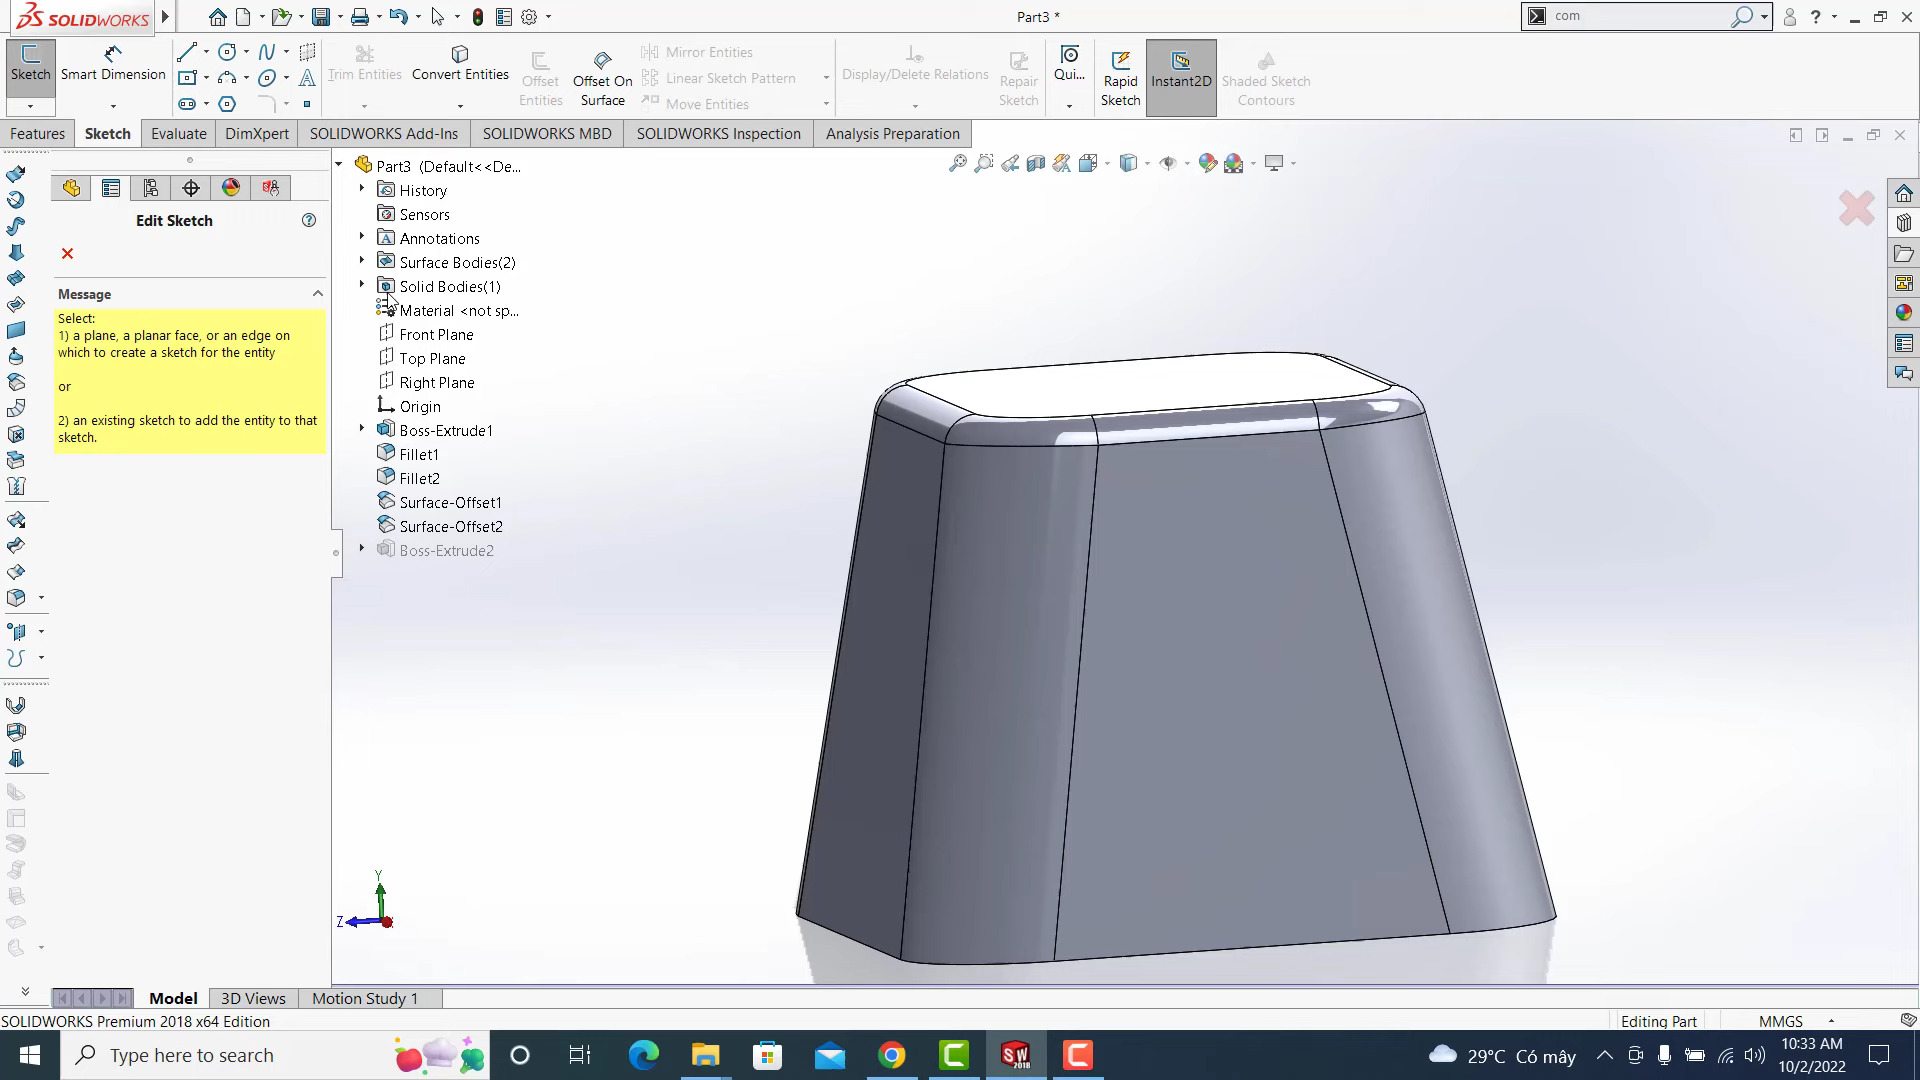 SOLIDWORKS
Part3 *
com
Sketch
Smart Dimension
Trim Entities
Convert Entities
Offset
Entities
Offset On
Surface
Mirror Entities
Linear Sketch Pattern
Move Entities
Display/Delete Relations
Repair
Sketch
Qui...
Rapid
Sketch
Instant2D
Shaded Sketch
Contours
Features
Sketch
Evaluate
DimXpert
SOLIDWORKS Add-Ins
SOLIDWORKS MBD
SOLIDWORKS Inspection
Analysis Preparation
Edit Sketch
Message
Select:
1) a plane, a planar face, or an edge on
which to create a sketch for the entity
or
2) an existing sketch to add the entity to that
sketch.
Part3 (Default<<De...
History
Sensors
Annotations
Surface Bodies(2)
Solid Bodies(1)
Material <not sp...
Front Plane
Top Plane
Right Plane
Origin
Boss-Extrude1
Fillet1
Fillet2
Surface-Offset1
Surface-Offset2
Boss-Extrude2
Y
Z
Model
3D Views
Motion Study 1
SOLIDWORKS Premium 2018 x64 Edition
Editing Part
MMGS
Type here to search
SW
2018
29°C Có mây
10:33 AM
10/2/2022